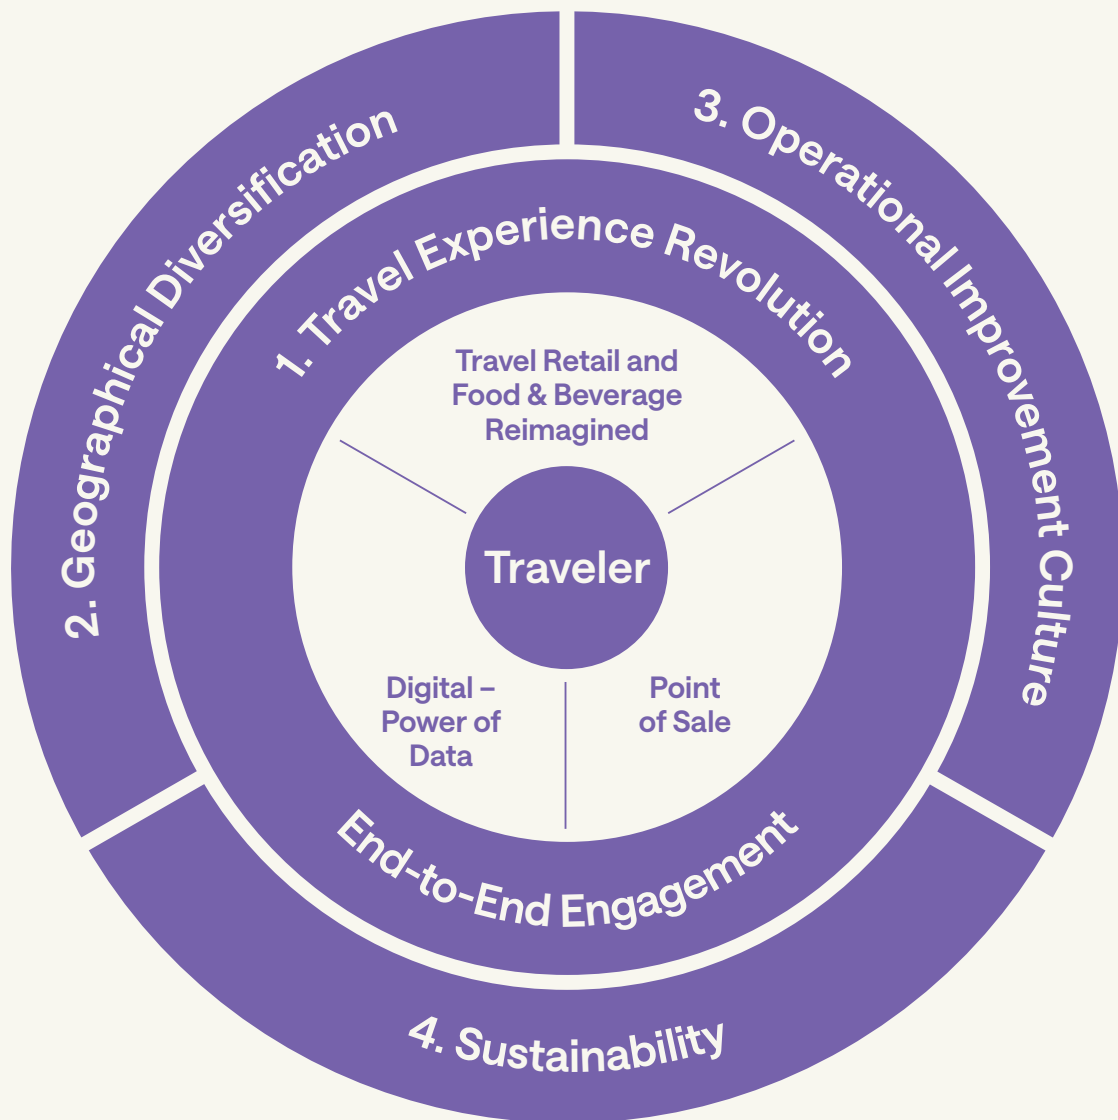 2. Geographical Diversification
3. Operational Improvement Culture
1. Travel Experience Revolution
Travel Retail and
Food & Beverage
Reimagined
Traveler
Digital –
Power of
Data
Point
of Sale
End-to-End Engagement
4. Sustainability